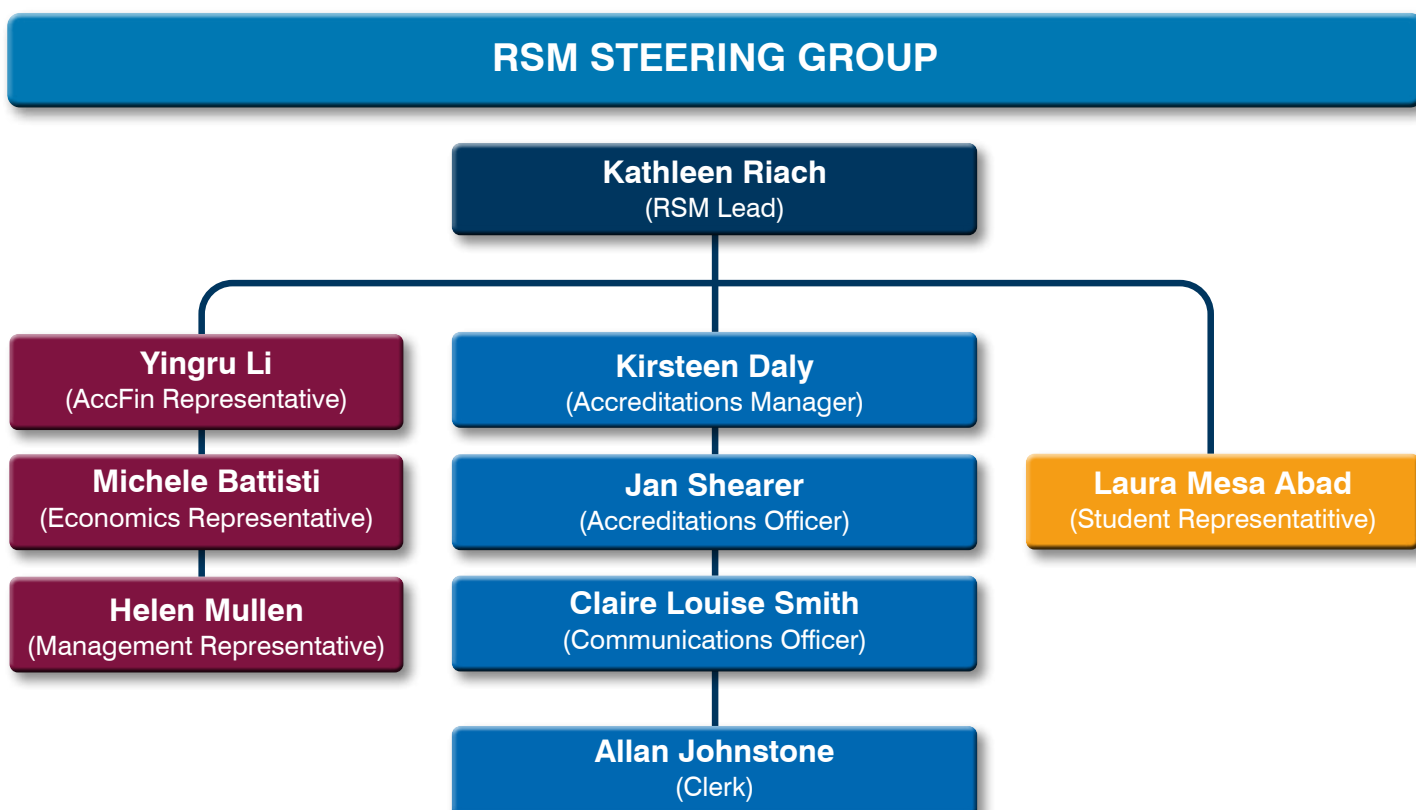 RSM STEERING GROUP
Kathleen Riach
(RSM Lead)
Yingru Li
(AccFin Representative)
Michele Battisti
(Economics Representative)
Helen Mullen
(Management Representative)
Kirsteen Daly
(Accreditations Manager)
Jan Shearer
(Accreditations Officer)
Claire Louise Smith
(Communications Officer)
Allan Johnstone
(Clerk)
Laura Mesa Abad
(Student Representatitive)